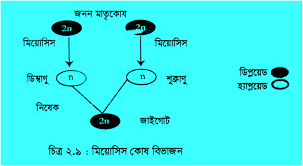 জনন মাতৃকোষ
2n 2n
মিয়োসিস মিয়োসিস
ডিম্বাণু n n শুক্রাণু
ডিপ্লয়েড
হ্যাপ্লয়েড
নিষেক
2n জাইগোট
চিত্র ২.৯ : মিয়োসিস কোষ বিভাজন